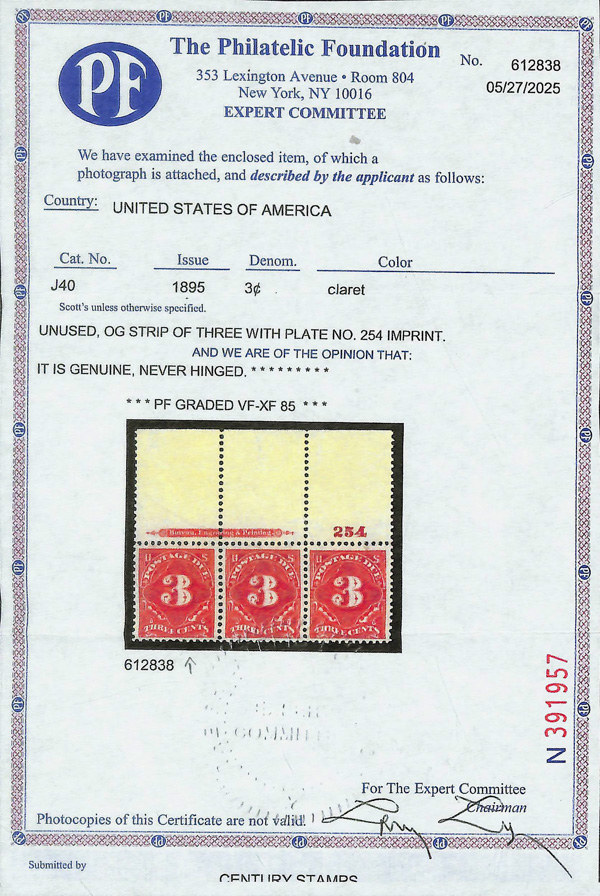 PF
The Philatelic Foundation
353 Lexington Avenue • Room 804
New York, NY 10016
EXPERT COMMITTEE
No. 612838
05/27/2025
We have examined the enclosed item, of which a
photograph is attached, and described by the applicant as follows:
Country: UNITED STATES OF AMERICA
Cat. No. Issue Denom. Color
J40 1895 3¢ claret
Scott's unless otherwise specified.
UNUSED, OG STRIP OF THREE WITH PLATE NO. 254 IMPRINT.
AND WE ARE OF THE OPINION THAT:
IT IS GENUINE, NEVER HINGED. * * * * * * * * *
* * * PF GRADED VF-XF 85 * * *
Bureau, Engraving & Printing
254
U S U S U S
POSTAGE DUE POSTAGE DUE POSTAGE DUE
3 3 3
THREE CENTS THREE CENTS THREE CENTS
612838
N 391957
For The Expert Committee
Chairman
Photocopies of this Certificate are not valid!
Submitted by
CENTURY STAMPS